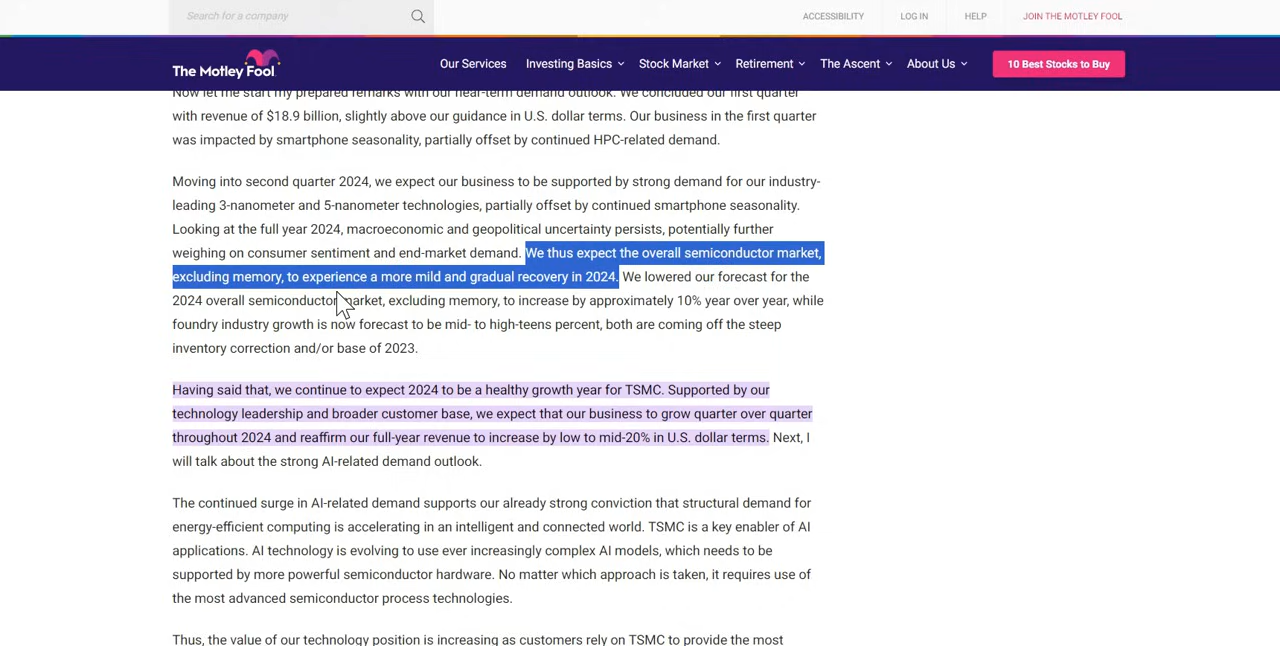 Search for a company
ACCESSIBILITY LOG IN HELP JOIN THE MOTLEY FOOL
The Motley Fool Our Services Investing Basics Stock Market Retirement The Ascent About Us 10 Best Stocks to Buy
Now let me start my prepared remarks with our near-term demand outlook. We concluded our first quarter
with revenue of $18.9 billion, slightly above our guidance in U.S. dollar terms. Our business in the first quarter
was impacted by smartphone seasonality, partially offset by continued HPC-related demand.
Moving into second quarter 2024, we expect our business to be supported by strong demand for our industry-
leading 3-nanometer and 5-nanometer technologies, partially offset by continued smartphone seasonality.
Looking at the full year 2024, macroeconomic and geopolitical uncertainty persists, potentially further
weighing on consumer sentiment and end-market demand. We thus expect the overall semiconductor market,
excluding memory, to experience a more mild and gradual recovery in 2024. We lowered our forecast for the
2024 overall semiconductor market, excluding memory, to increase by approximately 10% year over year, while
foundry industry growth is now forecast to be mid- to high-teens percent, both are coming off the steep
inventory correction and/or base of 2023.
Having said that, we continue to expect 2024 to be a healthy growth year for TSMC. Supported by our
technology leadership and broader customer base, we expect that our business to grow quarter over quarter
throughout 2024 and reaffirm our full-year revenue to increase by low to mid-20% in U.S. dollar terms. Next, I
will talk about the strong AI-related demand outlook.
The continued surge in AI-related demand supports our already strong conviction that structural demand for
energy-efficient computing is accelerating in an intelligent and connected world. TSMC is a key enabler of AI
applications. AI technology is evolving to use ever increasingly complex AI models, which needs to be
supported by more powerful semiconductor hardware. No matter which approach is taken, it requires use of
the most advanced semiconductor process technologies.
Thus, the value of our technology position is increasing as customers rely on TSMC to provide the most